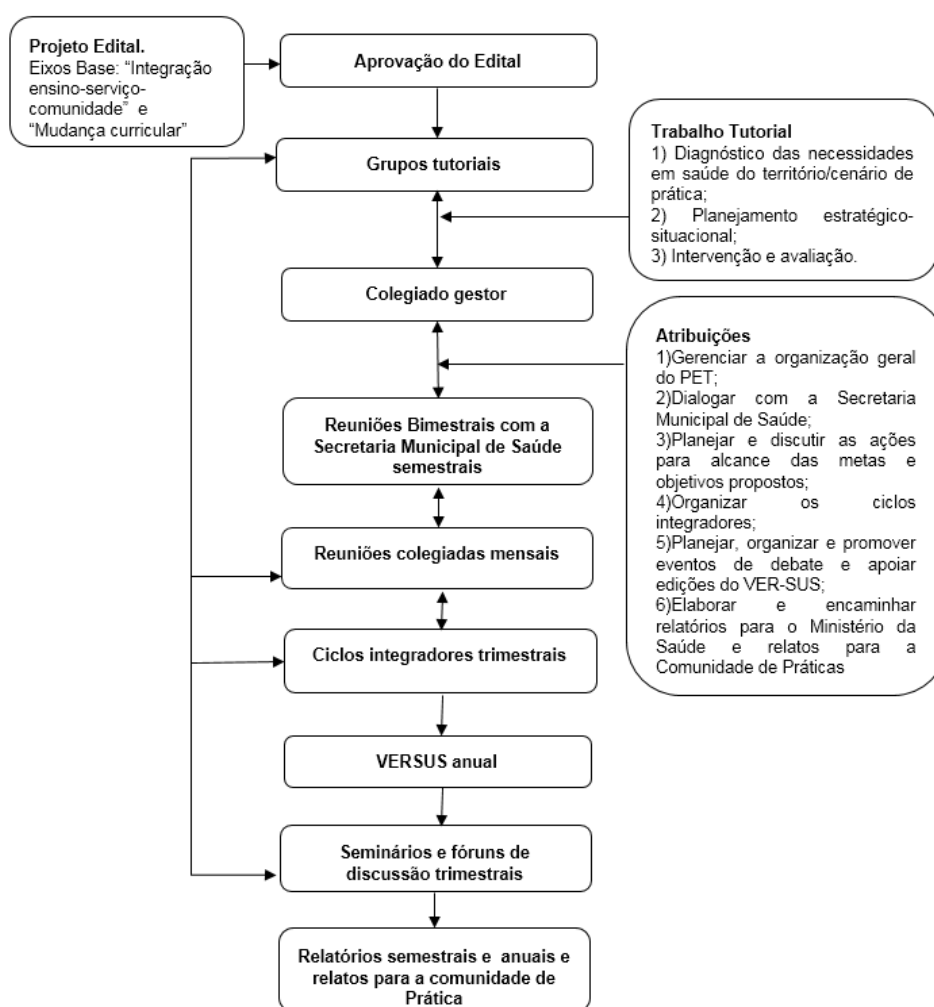 Projeto Edital.
Eixos Base: “Integração
ensino-serviço-
comunidade” e
“Mudança curricular”
Aprovação do Edital
Grupos tutoriais
Trabalho Tutorial
1) Diagnóstico das necessidades
em saúde do território/cenário de
prática;
2) Planejamento estratégico-
situacional;
3) Intervenção e avaliação.
Colegiado gestor
Atribuições
1)Gerenciar a organização geral
do PET;
2)Dialogar com a Secretaria
Municipal de Saúde;
3)Planejar e discutir as ações
para alcance das metas e
objetivos propostos;
4)Organizar os ciclos
integradores;
5)Planejar, organizar e promover
eventos de debate e apoiar
edições do VER-SUS;
6)Elaborar e encaminhar
relatórios para o Ministério da
Saúde e relatos para a
Comunidade de Práticas
Reuniões Bimestrais com a
Secretaria Municipal de Saúde
semestrais
Reuniões colegiadas mensais
Ciclos integradores trimestrais
VERSUS anual
Seminários e fóruns de
discussão trimestrais
Relatórios semestrais e anuais e
relatos para a comunidade de
Prática